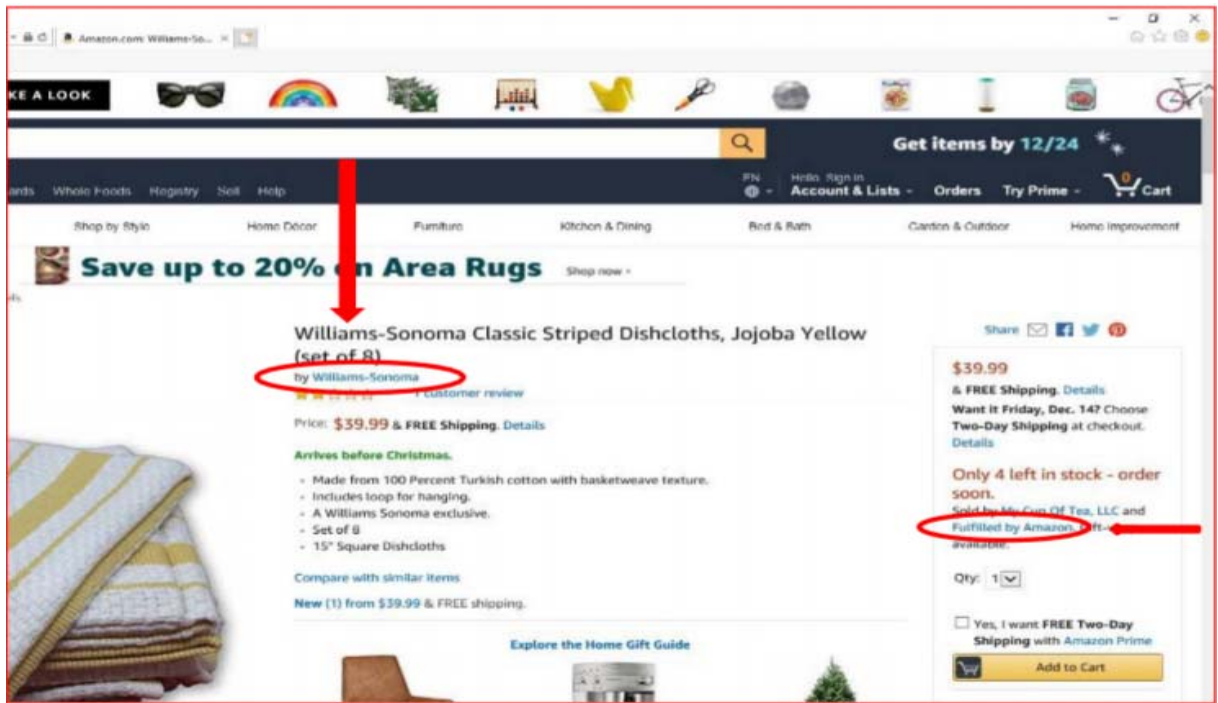 Amazon.com: Williams-So...
KE A LOOK
Get items by 12/24
ards Whole Foods Registry Sell Help
EN
Hello. Sign in
Account & Lists
Orders
Try Prime
0
Cart
Shop by Style Home Décor Furniture Kitchen & Dining Bed & Bath Garden & Outdoor Home Improvement
Save up to 20% on Area Rugs Shop now
Williams-Sonoma Classic Striped Dishcloths, Jojoba Yellow
(set of 8)
by Williams-Sonoma
1 customer review
Price: $39.99 & FREE Shipping. Details
Arrives before Christmas.
Made from 100 Percent Turkish cotton with basketweave texture.
Includes loop for hanging.
A Williams Sonoma exclusive.
Set of 8
15" Square Dishcloths
Compare with similar items
New (1) from $39.99 & FREE shipping.
Explore the Home Gift Guide
Share
$39.99
& FREE Shipping. Details
Want it Friday, Dec. 14? Choose
Two-Day Shipping at checkout.
Details
Only 4 left in stock - order
soon.
Sold by My Cup Of Tea, LLC and
Fulfilled by Amazon.
available.
Qty: 1
Yes, I want FREE Two-Day
Shipping with Amazon Prime
Add to Cart